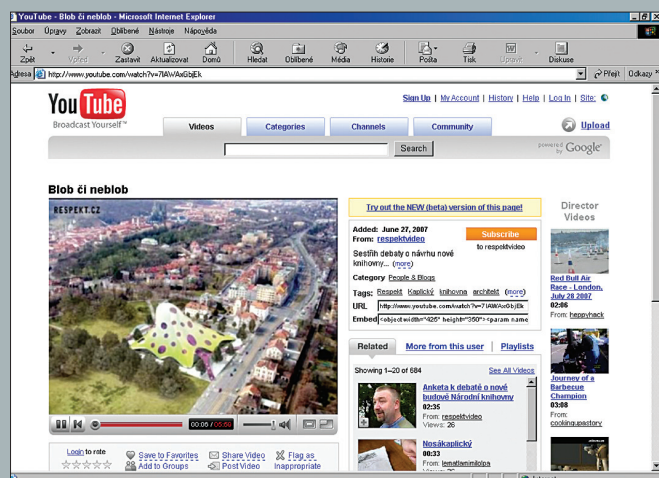 YouTube - Blob či neblob - Microsoft Internet Explorer
Soubor Úpravy Zobrazit Oblíbené Nástroje Nápověda
Zpět Vpřed Zastavit Aktualizovat Domů Hledat Oblíbené Média Historie Pošta Tisk Upravit Diskuse
Adresa http://www.youtube.com/watch?v=7IAWAxGbjEk Přejít Odkazy »
You Tube
Broadcast Yourself™
Sign Up | My Account | History | Help | Log In | Site:
Videos Categories Channels Community Upload
Search powered by Google
Blob či neblob
RESPEKT.CZ
00:06 / 05:50
Login to rate
Save to Favorites Share Video Flag as
Add to Groups Post Video Inappropriate
Try out the NEW (beta) version of this page!
Added: June 27, 2007
From: respektvideo
Subscribe
to respektvideo
Sestřih debaty o návrhu nové
knihovny... (more)
Category People & Blogs
Tags: Respekt Kaplický knihovna architekt (more)
URL http://www.youtube.com/watch?v=7IAWAxGbjEk
Embed <object width="425" height="350"><param name
Related More from this user | Playlists
Showing 1–20 of 684 See All Videos
Anketa k debatě o nové
budově Národní knihovny
02:35
From: respektvideo
Views: 26
Nosákaplický
00:33
From: lematlamimilotpa
Director
Videos
Red Bull Air
Race - London,
July 28 2007
02:06
From: heppyhack
Journey of a
Barbecue
Champion
03:08
From:
cookingupastory
Internet